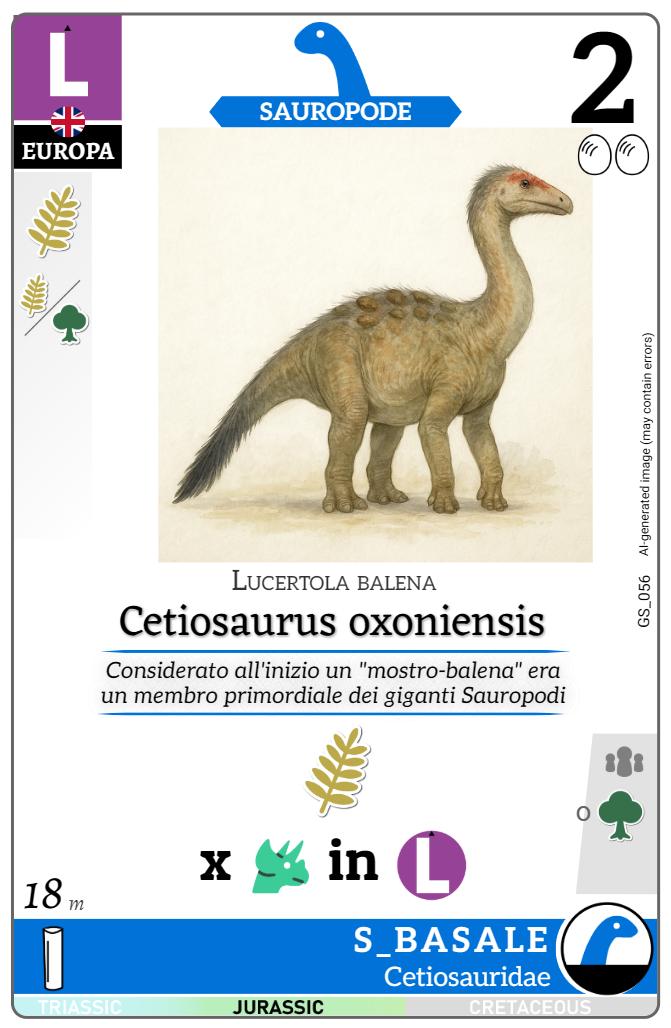 L
EUROPA
SAUROPODE
2
AI-generated image (may contain errors)
GS_056
Lucertola balena
Cetiosaurus oxoniensis
Considerato all'inizio un "mostro-balena" era
un membro primordiale dei giganti Sauropodi
o
x in L
18 m
S_BASALE
Cetiosauridae
TRIASSIC JURASSIC CRETACEOUS